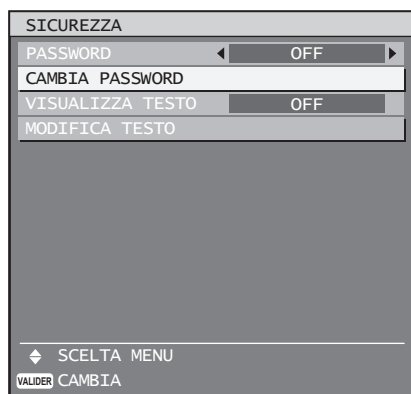 SICUREZZA
PASSWORD OFF
CAMBIA PASSWORD
VISUALIZZA TESTO OFF
MODIFICA TESTO
SCELTA MENU
VALIDER CAMBIA